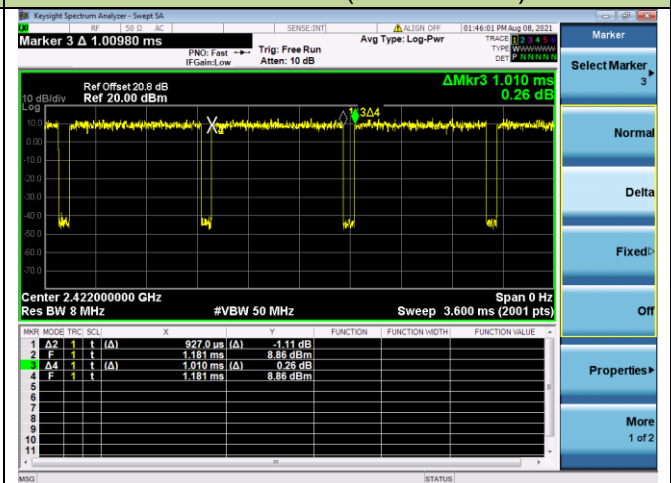 Keysight Spectrum Analyzer - Swept SA
RF 50 Ω AC SENSE:INT ALIGN OFF 01:46:01 PM Aug 08, 2021
Marker 3 Δ 1.00980 ms
PNO: Fast
IFGain:Low
Trig: Free Run
Atten: 10 dB
Avg Type: Log-Pwr
TRACE 1 2 3 4 5 6
TYPE WWWWWW
DET P N N N N N
ΔMkr3 1.010 ms
0.26 dB
Ref Offset 20.8 dB
10 dB/div Ref 20.00 dBm
Log
10.0
0.00
-10.0
-20.0
-30.0
-40.0
-50.0
-60.0
-70.0
3Δ4
Center 2.422000000 GHz Span 0 Hz
Res BW 8 MHz #VBW 50 MHz Sweep 3.600 ms (2001 pts)
MKR MODE TRC SCL X Y FUNCTION FUNCTION WIDTH FUNCTION VALUE
1 Δ2 1 t (Δ) 927.0 µs (Δ) -1.11 dB
2 F 1 t 1.181 ms 8.86 dBm
3 Δ4 1 t (Δ) 1.010 ms (Δ) 0.26 dB
4 F 1 t 1.181 ms 8.86 dBm
5
6
7
8
9
10
11
MSG STATUS
Marker
Select Marker
3
Normal
Delta
Fixed
Off
Properties
More
1 of 2